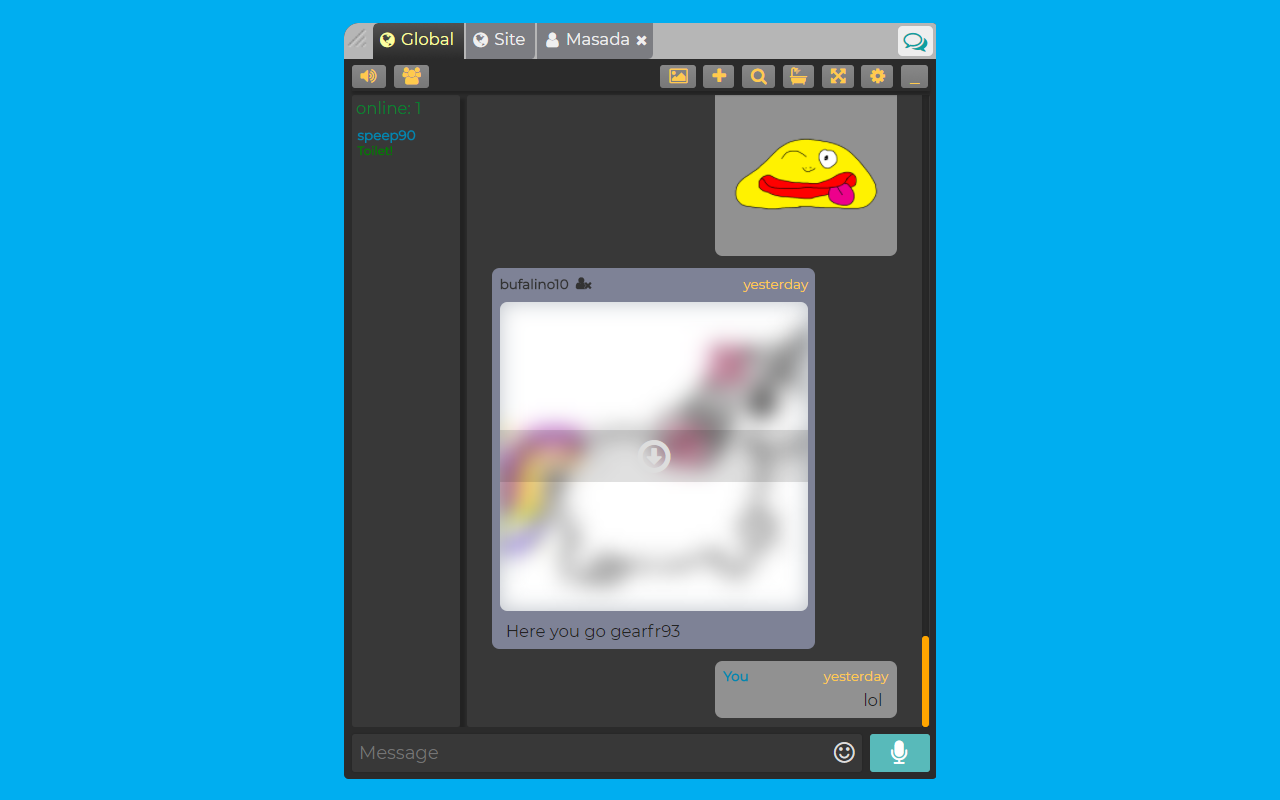 Global Site Masada
online: 1
speep90
Toilet!
bufalino10 yesterday
Here you go gearfr93
You yesterday
lol
Message